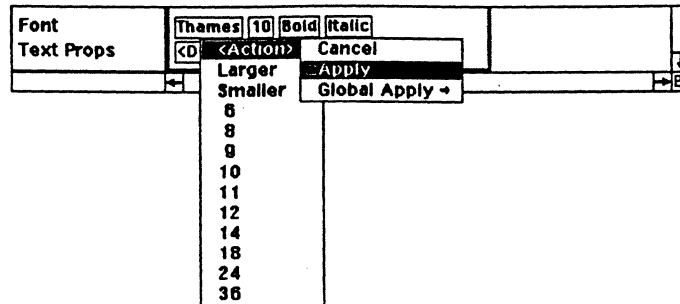 Font Thames 10 Bold Italic
Text Props <D <Action> Cancel
Larger Apply
Smaller Global Apply →
6
8
9
10
11
12
14
18
24
36